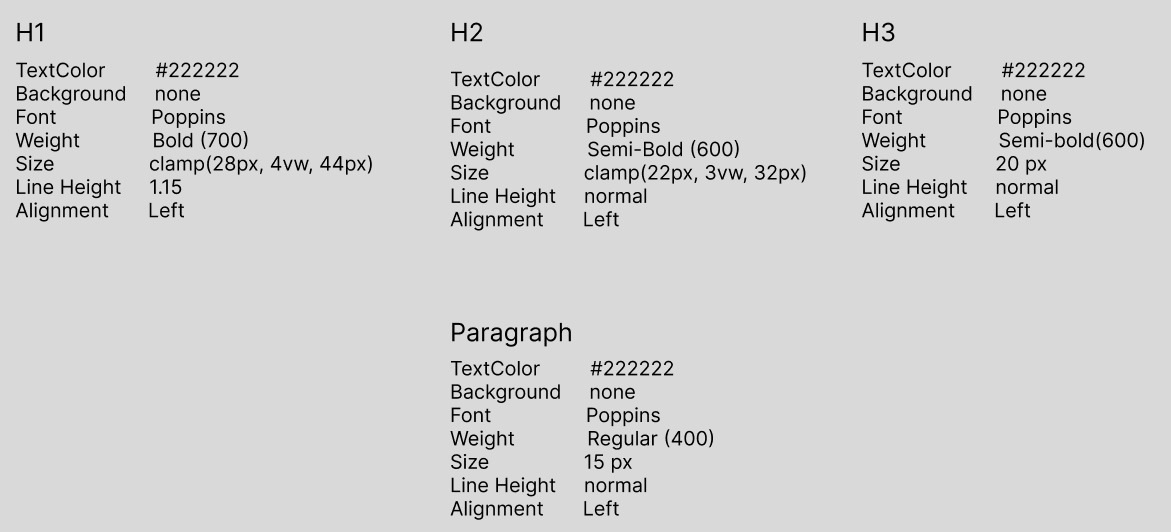 H1
TextColor #222222
Background none
Font Poppins
Weight Bold (700)
Size clamp(28px, 4vw, 44px)
Line Height 1.15
Alignment Left
H2
TextColor #222222
Background none
Font Poppins
Weight Semi-Bold (600)
Size clamp(22px, 3vw, 32px)
Line Height normal
Alignment Left
H3
TextColor #222222
Background none
Font Poppins
Weight Semi-bold(600)
Size 20 px
Line Height normal
Alignment Left
Paragraph
TextColor #222222
Background none
Font Poppins
Weight Regular (400)
Size 15 px
Line Height normal
Alignment Left